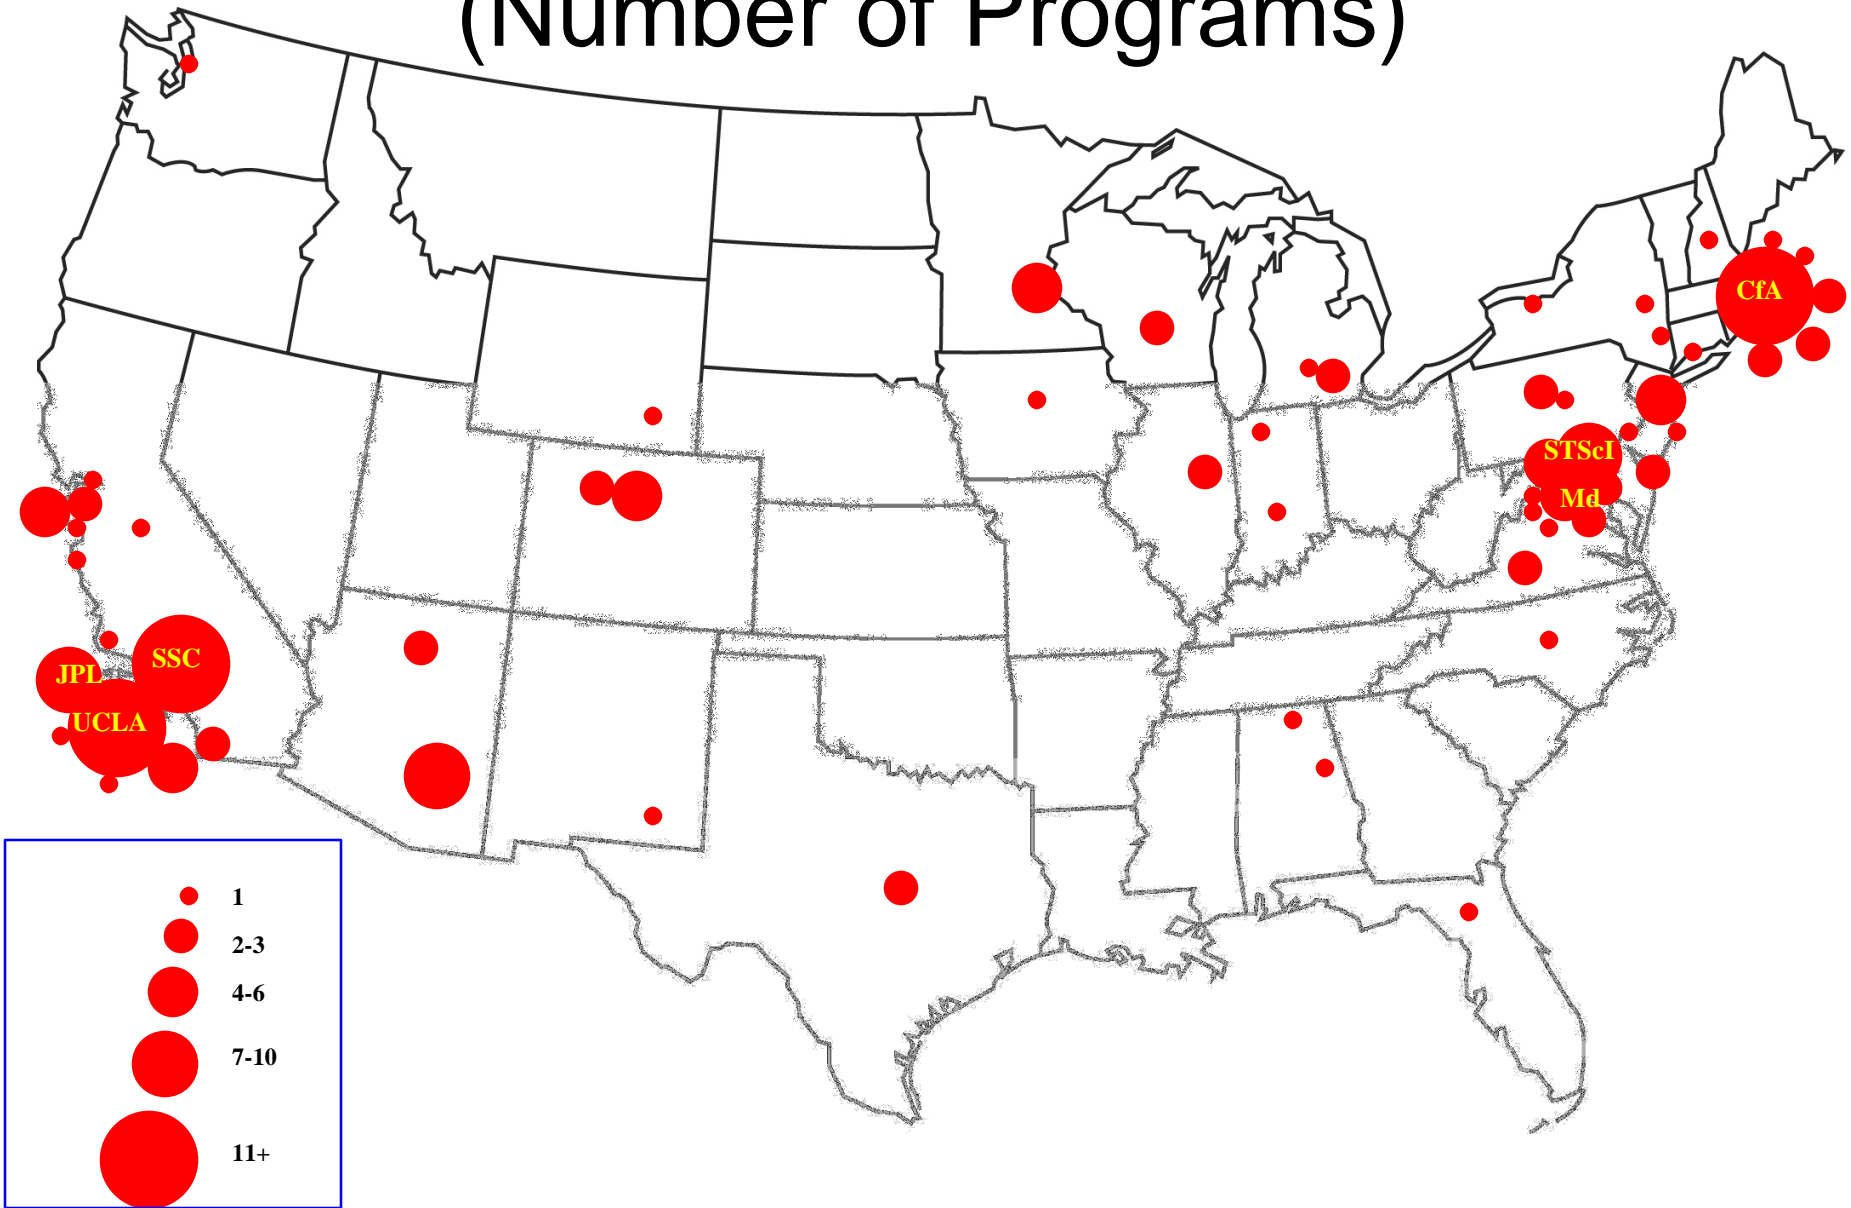 (Number of Programs)
CfA
STScI
Md
SSC
JPL
UCLA
1
2-3
4-6
7-10
11+